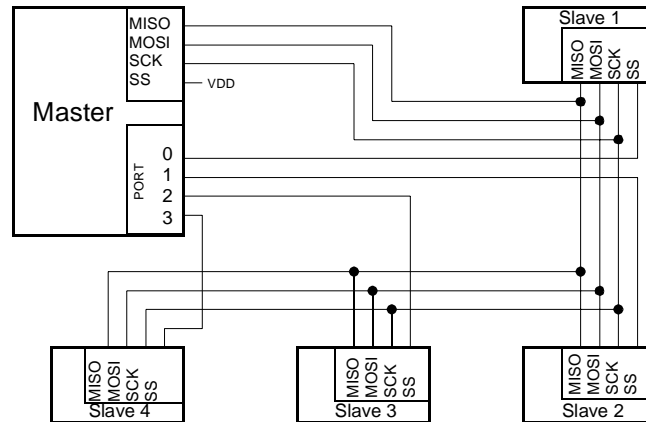 MISO
MOSI
SCK
SS
VDD
Master
PORT
0
1
2
3
Slave 1
MISO
MOSI
SCK
SS
MISO
MOSI
SCK
SS
Slave 4
MISO
MOSI
SCK
SS
Slave 3
MISO
MOSI
SCK
SS
Slave 2